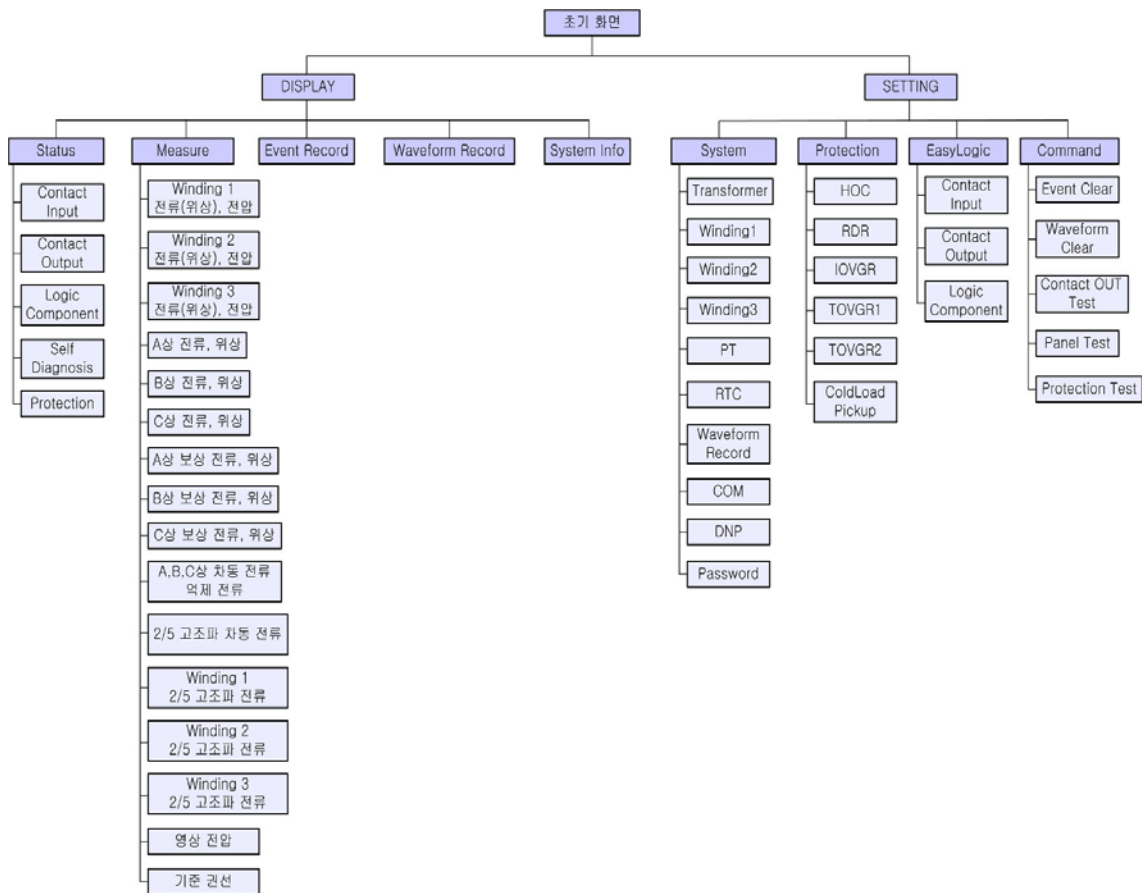 초기 화면
DISPLAY
SETTING
Status
Measure
Event Record
Waveform Record
System Info
System
Protection
EasyLogic
Command
Contact
Input
Contact
Output
Logic
Component
Self
Diagnosis
Protection
Winding 1
전류(위상), 전압
Winding 2
전류(위상), 전압
Winding 3
전류(위상), 전압
A상 전류, 위상
B상 전류, 위상
C상 전류, 위상
A상 보상 전류, 위상
B상 보상 전류, 위상
C상 보상 전류, 위상
A,B,C상 차동 전류
억제 전류
2/5 고조파 차동 전류
Winding 1
2/5 고조파 전류
Winding 2
2/5 고조파 전류
Winding 3
2/5 고조파 전류
영상 전압
기준 권선
Transformer
Winding1
Winding2
Winding3
PT
RTC
Waveform
Record
COM
DNP
Password
HOC
RDR
IOVGR
TOVGR1
TOVGR2
ColdLoad
Pickup
Contact
Input
Contact
Output
Logic
Component
Event Clear
Waveform
Clear
Contact OUT
Test
Panel Test
Protection Test